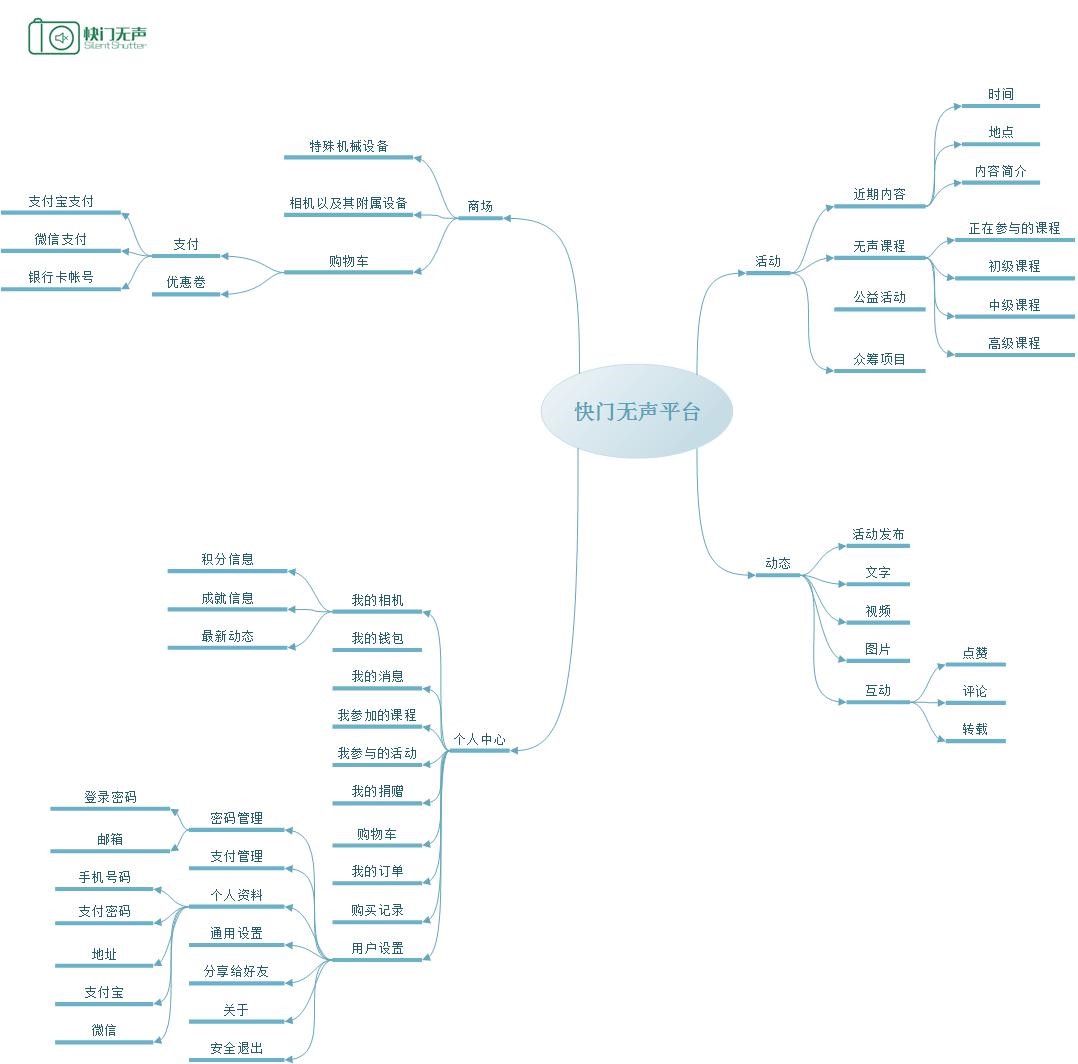 快门无声
Silent Shutter
特殊机械设备
相机以及其附属设备
商场
支付宝支付
微信支付
支付
购物车
银行卡帐号
优惠卷
时间
地点
内容简介
近期内容
正在参与的课程
无声课程
活动
初级课程
公益活动
中级课程
高级课程
众筹项目
快门无声平台
活动发布
动态
文字
视频
图片
点赞
互动
评论
转载
积分信息
成就信息
我的相机
最新动态
我的钱包
我的消息
我参加的课程
个人中心
我参与的活动
我的捐赠
购物车
我的订单
购买记录
用户设置
登录密码
密码管理
邮箱
支付管理
手机号码
个人资料
支付密码
通用设置
地址
分享给好友
支付宝
关于
微信
安全退出